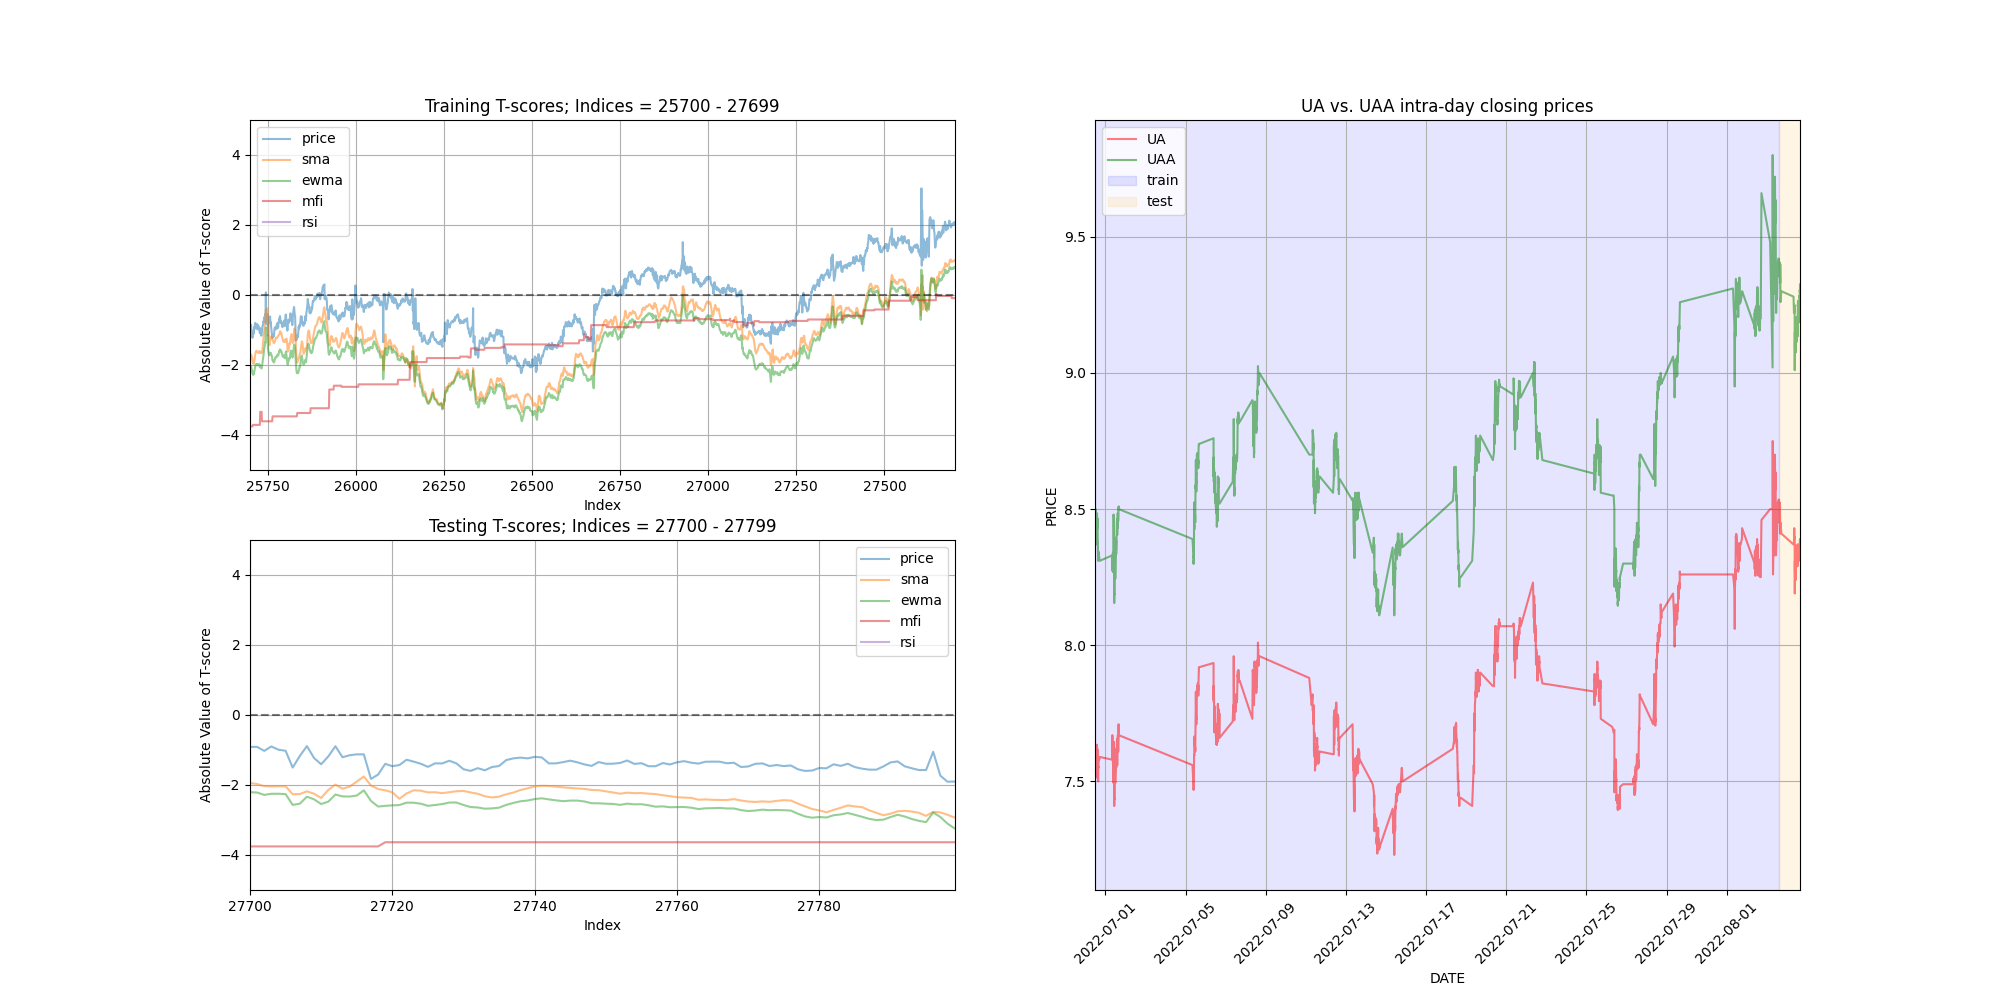 Training T-scores; Indices = 25700 - 27699
price
sma
ewma
mfi
rsi
4
2
0
−2
−4
Absolute Value of T-score
25750 26000 26250 26500 26750 27000 27250 27500
Index
Testing T-scores; Indices = 27700 - 27799
price
sma
ewma
mfi
rsi
4
2
0
−2
−4
Absolute Value of T-score
27700 27720 27740 27760 27780
Index
UA vs. UAA intra-day closing prices
UA
UAA
train
test
9.5
9.0
8.5
8.0
7.5
PRICE
2022-07-01 2022-07-05 2022-07-09 2022-07-13 2022-07-17 2022-07-21 2022-07-25 2022-07-29 2022-08-01
DATE